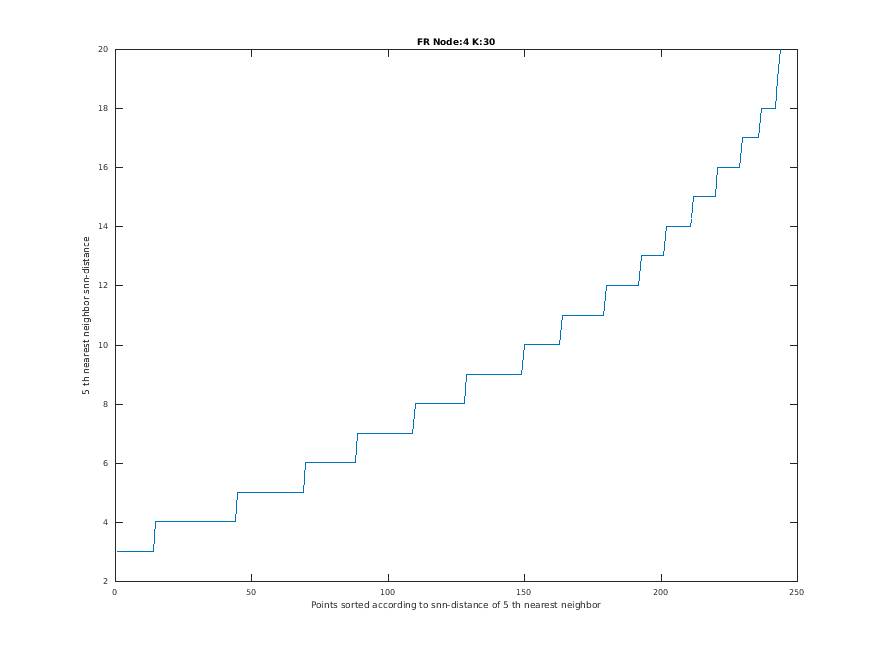 FR Node:4 K:30
20
18
16
14
12
10
8
6
4
2
5 th nearest neighbor snn-distance
0 50 100 150 200 250
Points sorted according to snn-distance of 5 th nearest neighbor